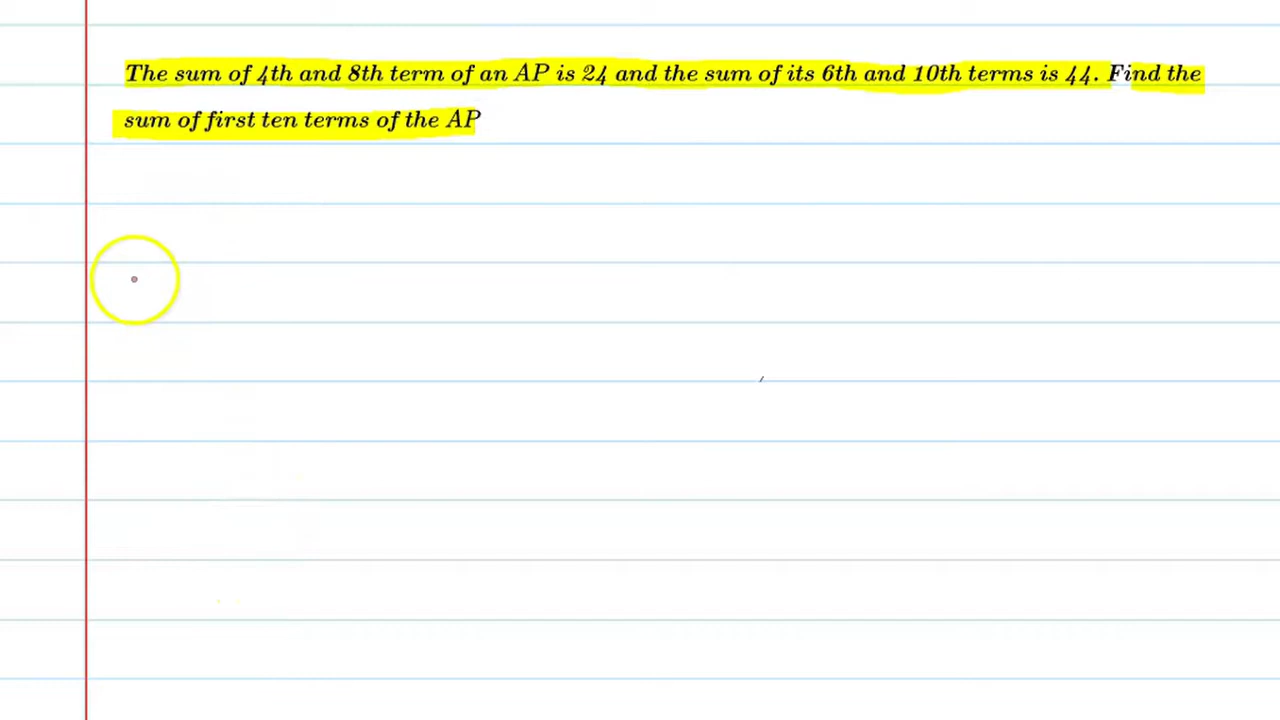 The sum of 4th and 8th term of an AP is 24 and the sum of its 6th and 10th terms is 44. Find the
sum of first ten terms of the AP